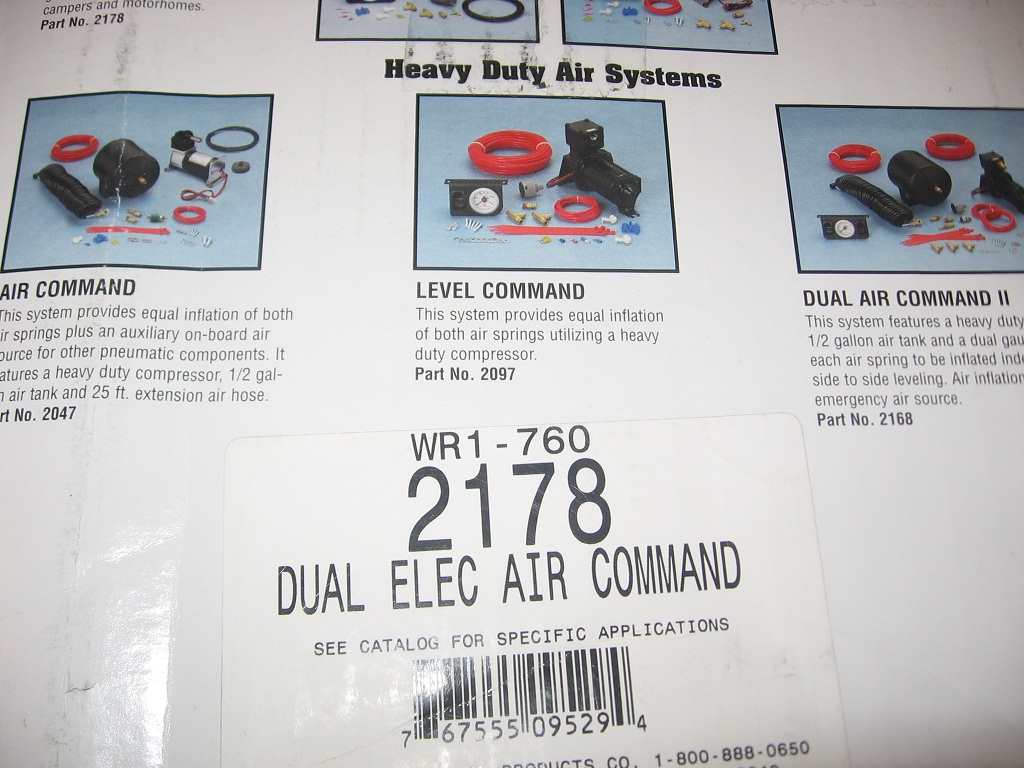 campers and motorhomes.
Part No. 2178
Heavy Duty Air Systems
AIR COMMAND
This system provides equal inflation of both
ir springs plus an auxiliary on-board air
ource for other pneumatic components. It
atures a heavy duty compressor, 1/2 gal-
n air tank and 25 ft. extension air hose.
rt No. 2047
LEVEL COMMAND
This system provides equal inflation
of both air springs utilizing a heavy
duty compressor.
Part No. 2097
DUAL AIR COMMAND II
This system features a heavy duty
1/2 gallon air tank and a dual gau
each air spring to be inflated inde
side to side leveling. Air inflation
emergency air source.
Part No. 2168
WR1-760
2178
DUAL ELEC AIR COMMAND
SEE CATALOG FOR SPECIFIC APPLICATIONS
7 67555 09529 4
PRODUCTS CO. 1-800-888-0650